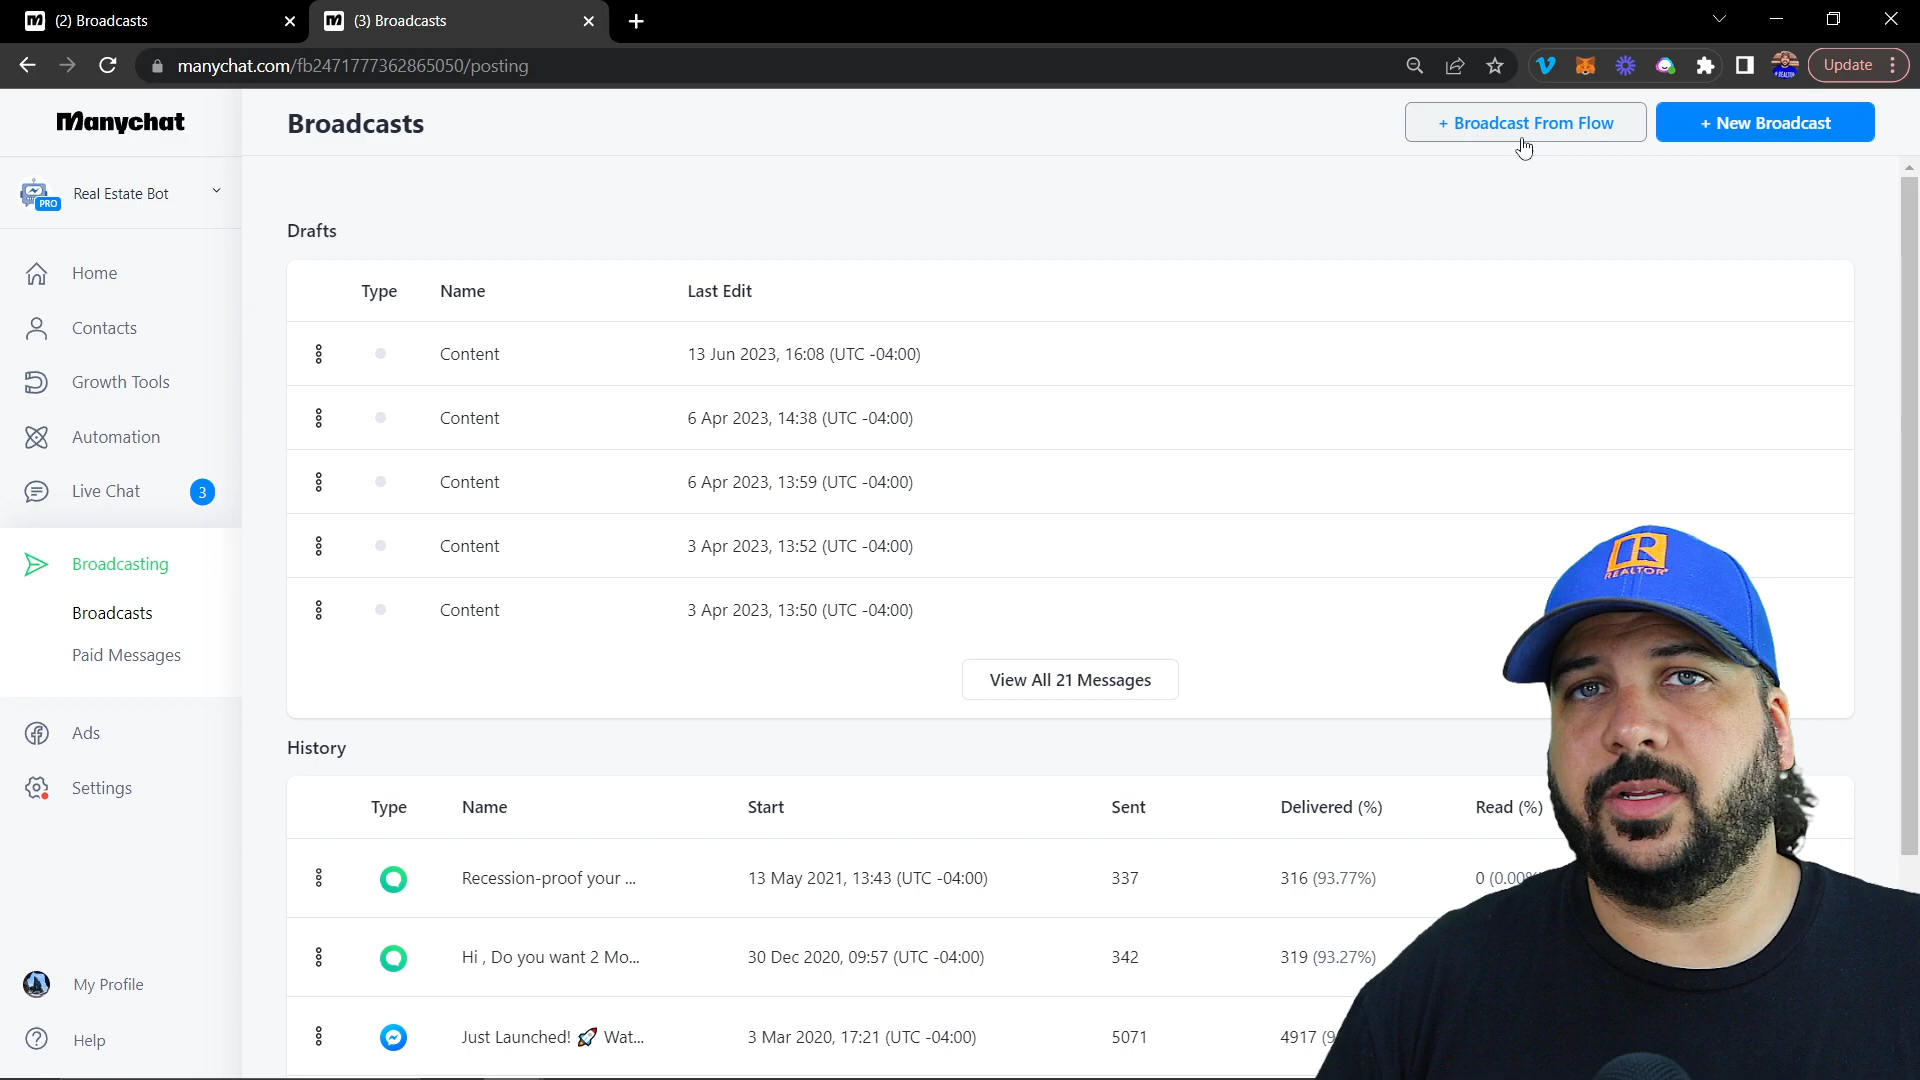 (2) Broadcasts
(3) Broadcasts
manychat.com/fb2471777362865050/posting
Update
Manychat
Broadcasts
+ Broadcast From Flow
+ New Broadcast
PRO
Real Estate Bot
Home
Contacts
Growth Tools
Automation
Live Chat
3
Broadcasting
Broadcasts
Paid Messages
Ads
Settings
My Profile
Help
Drafts
Type Name Last Edit
Content 13 Jun 2023, 16:08 (UTC -04:00)
Content 6 Apr 2023, 14:38 (UTC -04:00)
Content 6 Apr 2023, 13:59 (UTC -04:00)
Content 3 Apr 2023, 13:52 (UTC -04:00)
Content 3 Apr 2023, 13:50 (UTC -04:00)
View All 21 Messages
History
Type Name Start Sent Delivered (%) Read (%)
Recession-proof your ... 13 May 2021, 13:43 (UTC -04:00) 337 316 (93.77%) 0 (0.00%
Hi , Do you want 2 Mo... 30 Dec 2020, 09:57 (UTC -04:00) 342 319 (93.27%)
Just Launched! 🚀 Wat... 3 Mar 2020, 17:21 (UTC -04:00) 5071 4917 (9
R
REALTOR®